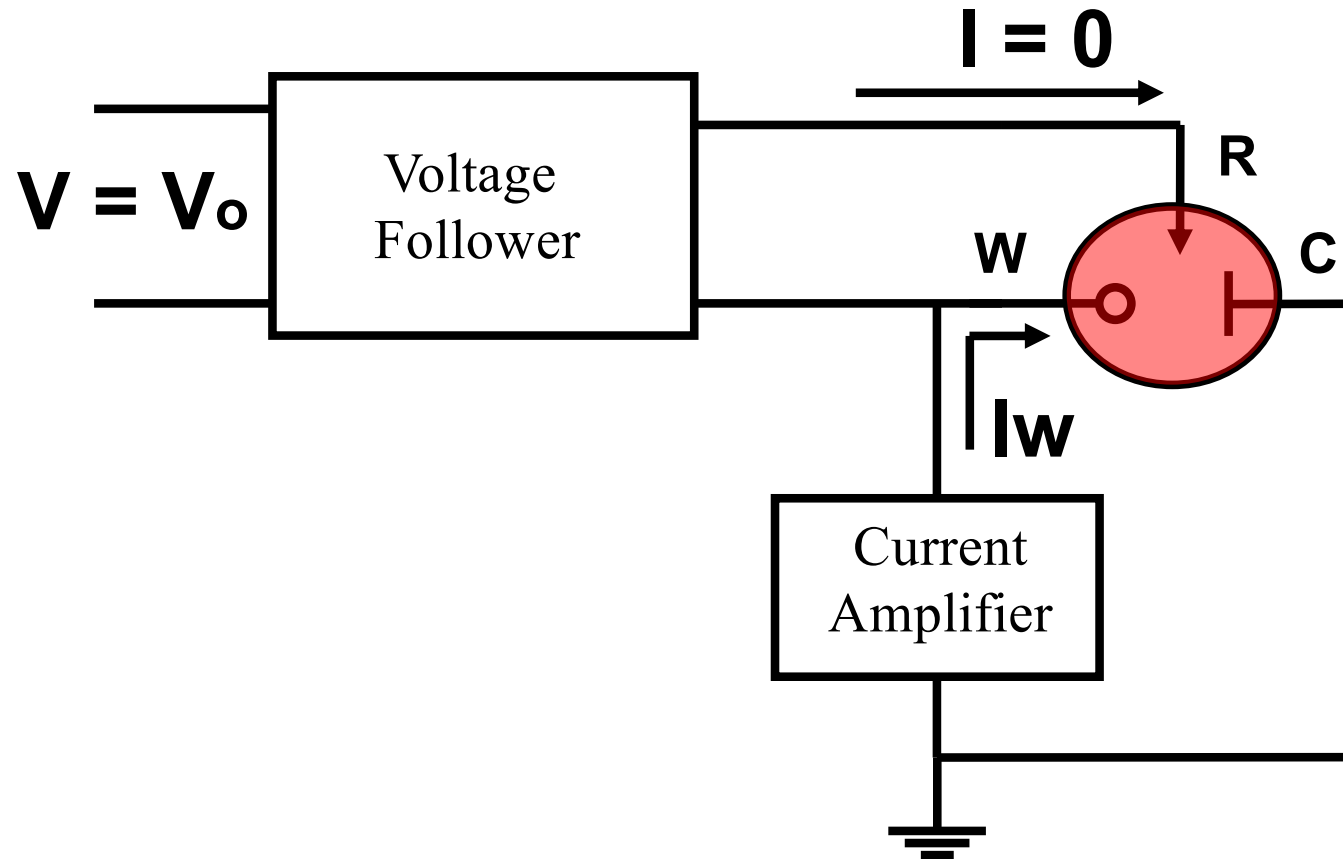 I = 0
V = Vo
Voltage
Follower
R
W
C
Iw
Current
Amplifier